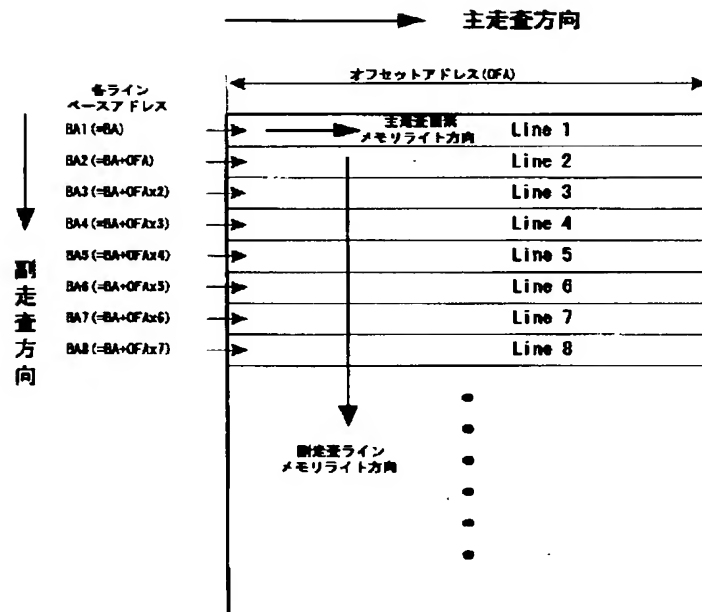 主走査方向
オフセットアドレス(OFA)
各ライン
ベースアドレス
BA1(=BA)
主走査画素
メモリライト方向
Line 1
BA2(=BA+OFA)
Line 2
BA3(=BA+OFAx2)
Line 3
BA4(=BA+OFAx3)
Line 4
BA5(=BA+OFAx4)
Line 5
BA6(=BA+OFAx5)
Line 6
BA7(=BA+OFAx6)
Line 7
BA8(=BA+OFAx7)
Line 8
副走査方向
副走査ライン
メモリライト方向